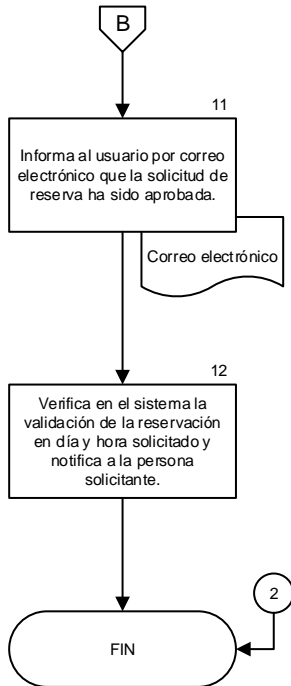 B
11
Informa al usuario por correo
electrónico que la solicitud de
reserva ha sido aprobada.
Correo electrónico
12
Verifica en el sistema la
validación de la reservación
en día y hora solicitado y
notifica a la persona
solicitante.
2
FIN